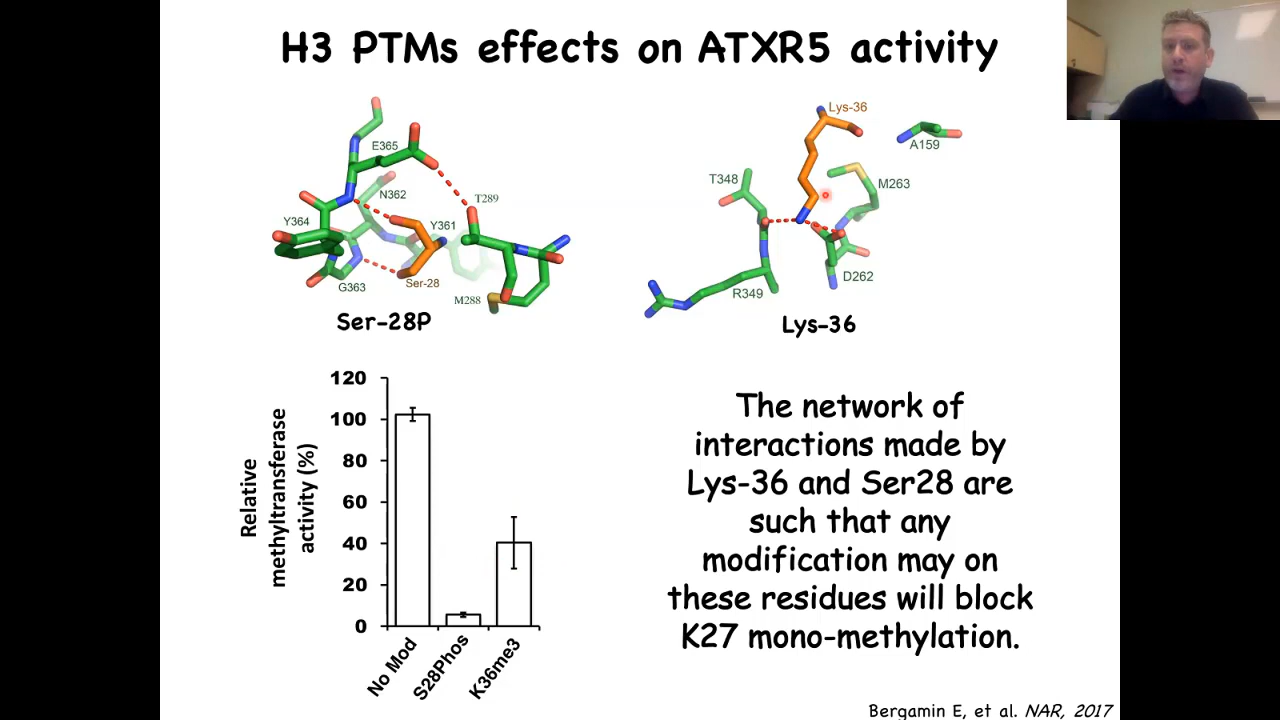 H3 PTMs effects on ATXR5 activity
E365
N362
T289
Y364
Y361
G363
Ser-28
M288
Ser-28P
Lys-36
A159
T348
M263
D262
R349
Lys-36
120
100
80
60
40
20
0
Relative
methyltransferase
activity (%)
No Mod
S28Phos
K36me3
The network of
interactions made by
Lys-36 and Ser28 are
such that any
modification may on
these residues will block
K27 mono-methylation.
Bergamin E, et al. NAR, 2017